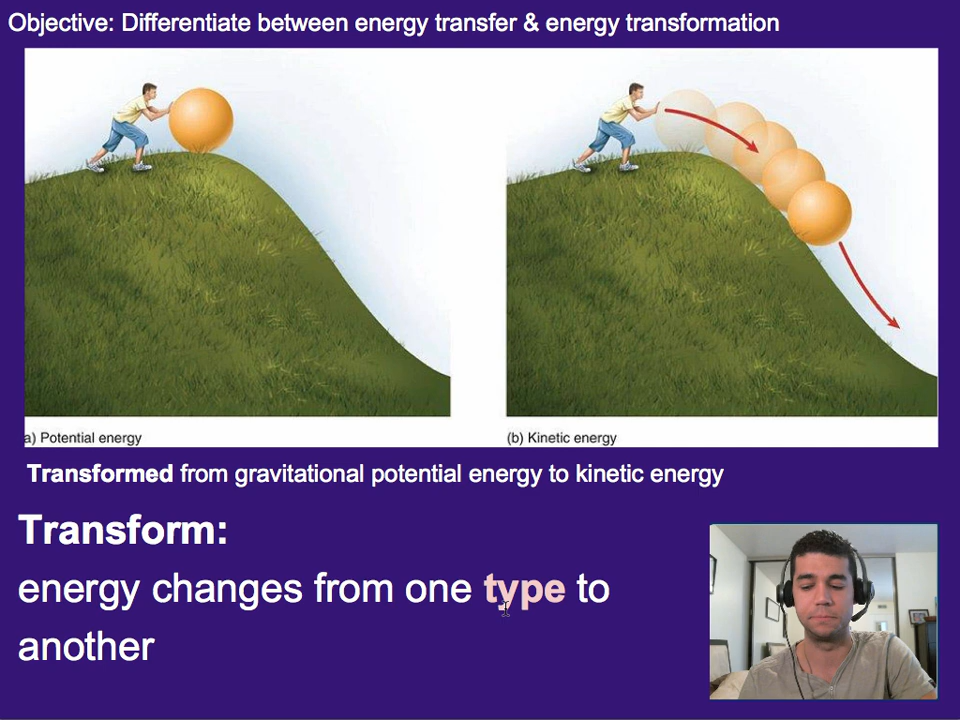 Objective: Differentiate between energy transfer & energy transformation
a) Potential energy
(b) Kinetic energy
Transformed from gravitational potential energy to kinetic energy
Transform:
energy changes from one type to
another